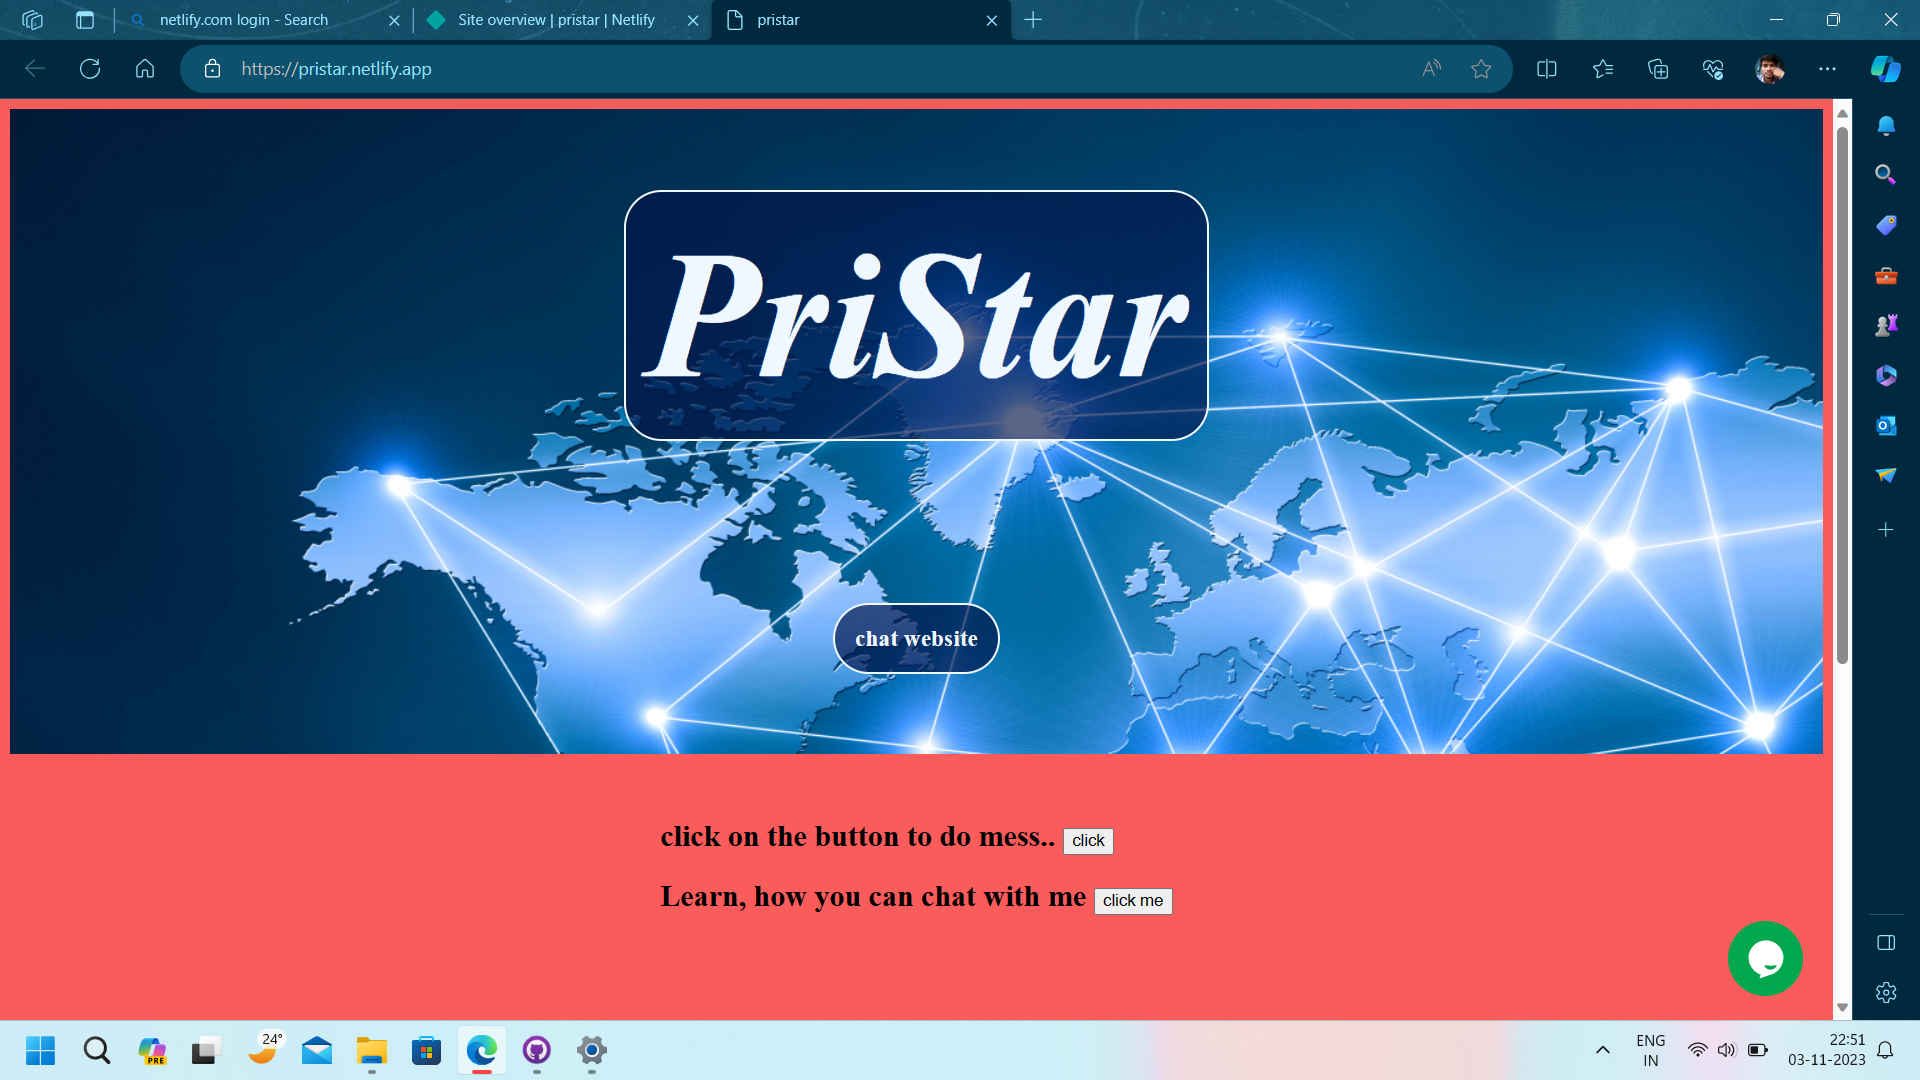 netlify.com login - Search
Site overview | pristar | Netlify
pristar
https://pristar.netlify.app
PriStar
chat website
click on the button to do mess.. click
Learn, how you can chat with me click me
24°
PRE
ENG
IN
22:51
03-11-2023